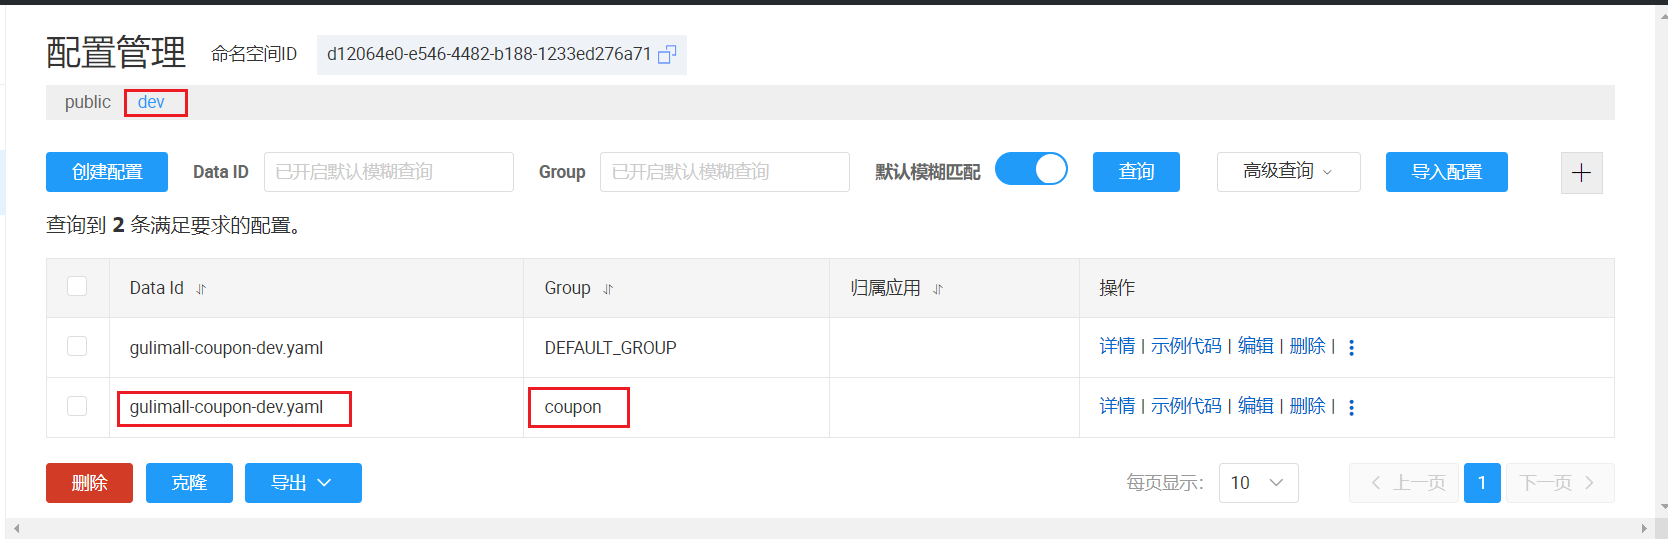 配置管理 命名空间ID d12064e0-e546-4482-b188-1233ed276a71
public dev
创建配置 Data ID 已开启默认模糊查询 Group 已开启默认模糊查询 默认模糊匹配 查询 高级查询 导入配置
查询到 2 条满足要求的配置。
Data Id Group 归属应用 操作
gulimall-coupon-dev.yaml DEFAULT_GROUP 详情 | 示例代码 | 编辑 | 删除 |
gulimall-coupon-dev.yaml coupon 详情 | 示例代码 | 编辑 | 删除 |
删除 克隆 导出 每页显示: 10 上一页 1 下一页